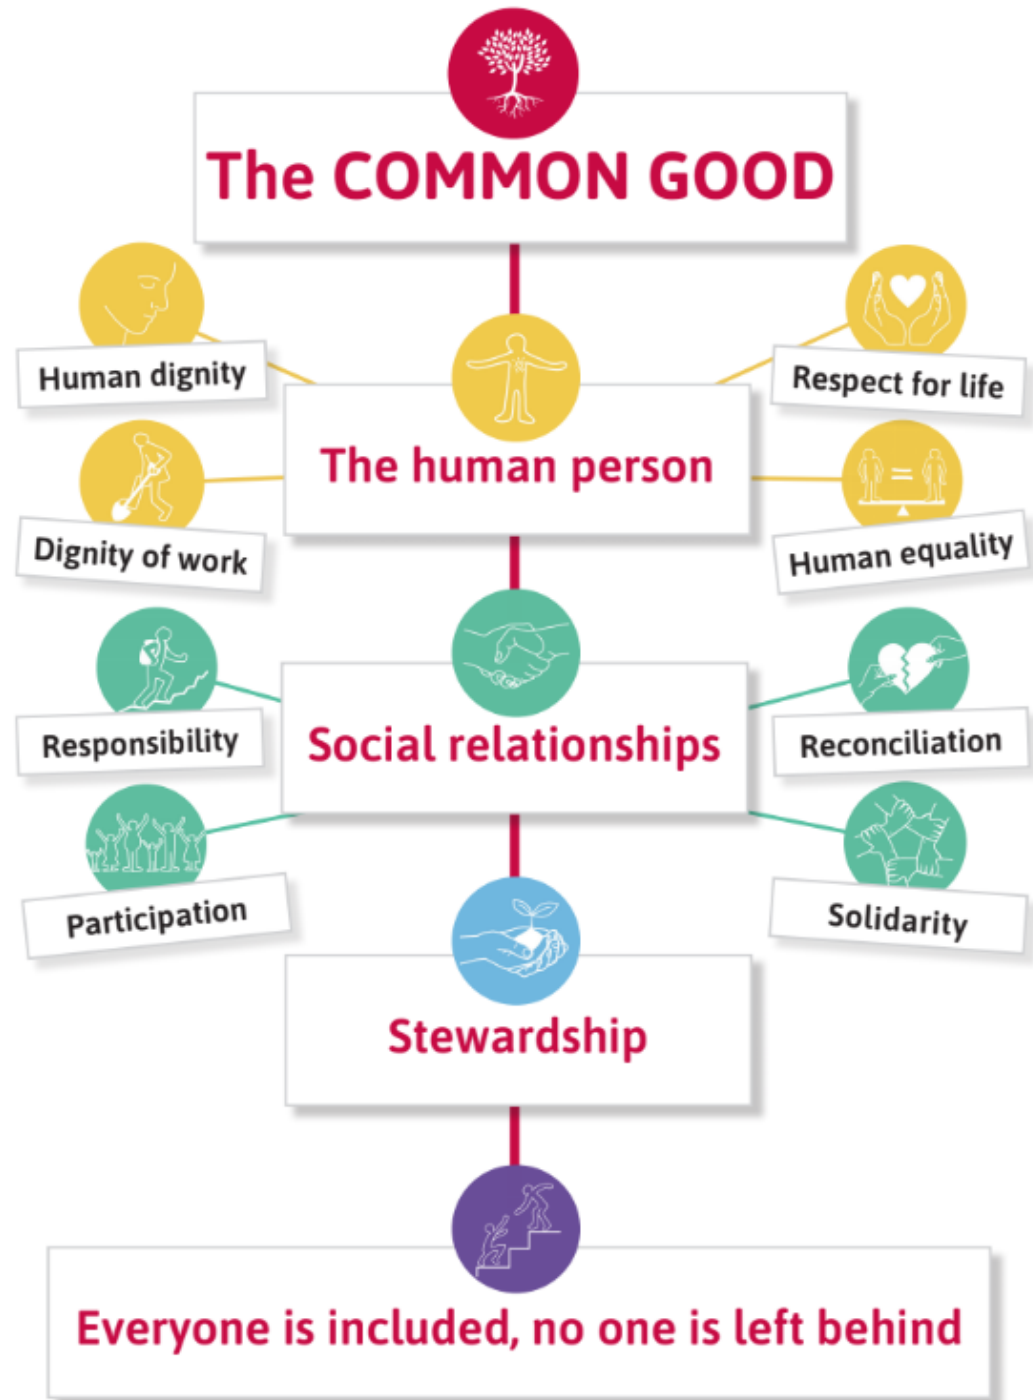 The COMMON GOOD
Human dignity
Respect for life
The human person
Dignity of work
Human equality
Responsibility
Social relationships
Reconciliation
Participation
Solidarity
Stewardship
Everyone is included, no one is left behind